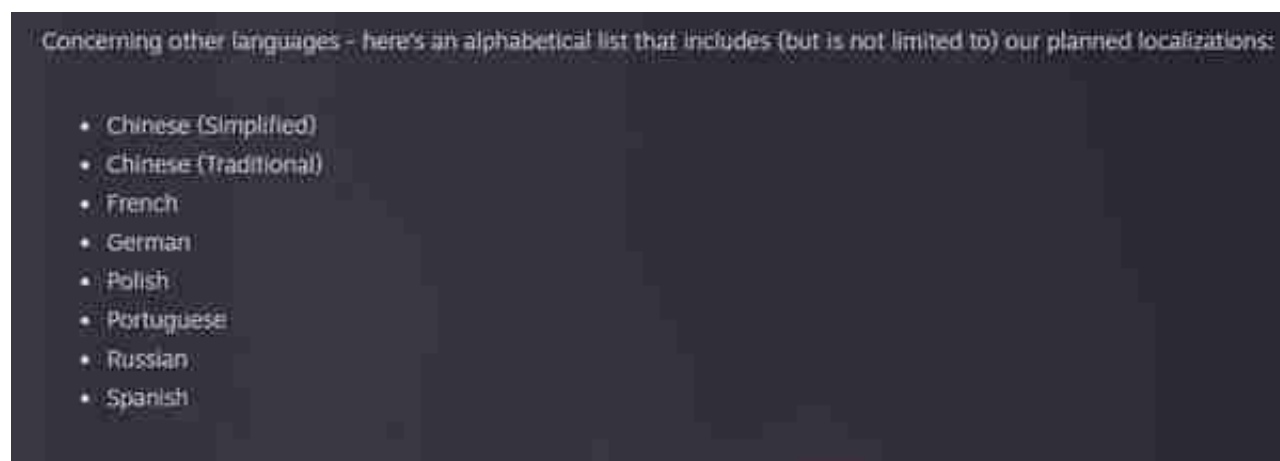 Concerning other languages - here's an alphabetical list that includes (but is not limited to) our planned localizations:
• Chinese (Simplified)
• Chinese (Traditional)
• French
• German
• Polish
• Portuguese
• Russian
• Spanish